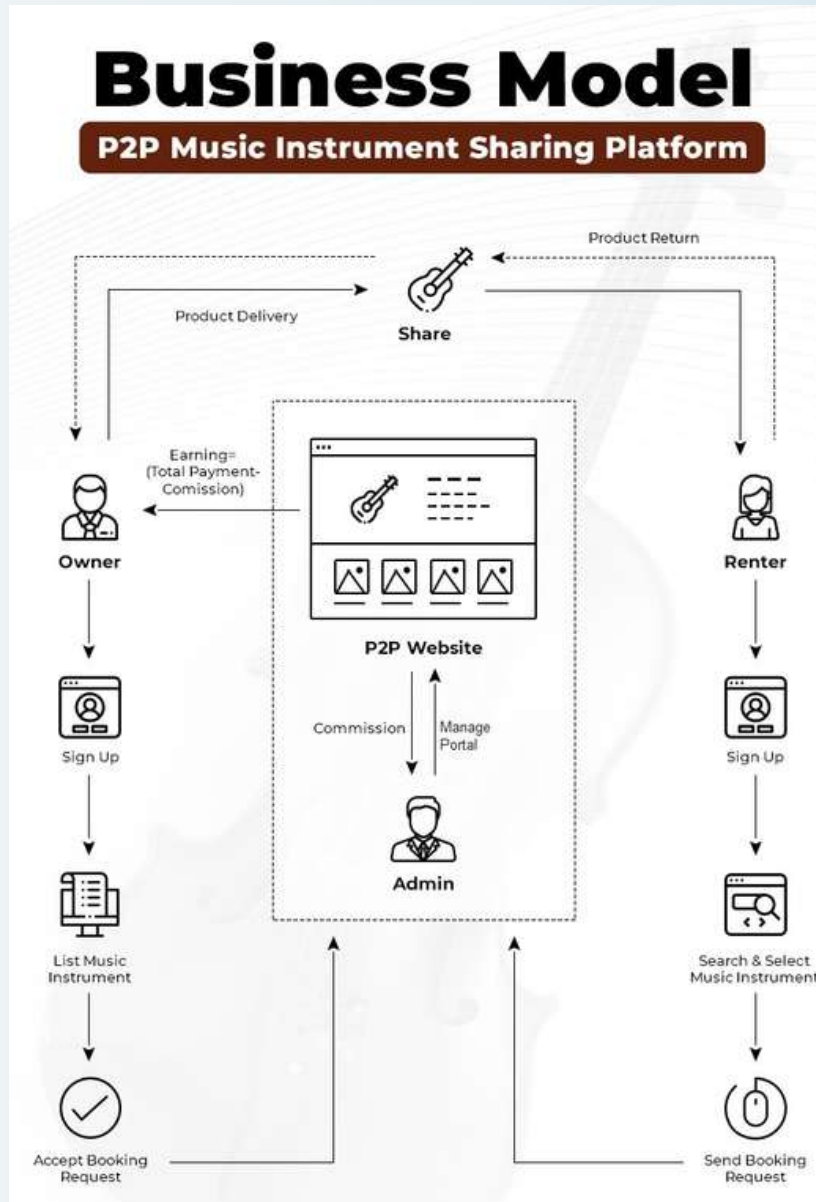 Business Model
P2P Music Instrument Sharing Platform
Product Return
Product Delivery
Share
Earning=
(Total Payment-
Comission)
Owner
Renter
P2P Website
Commission
Manage
Portal
Sign Up
Sign Up
Admin
List Music
Instrument
Search & Select
Music Instrument
Accept Booking
Request
Send Booking
Request